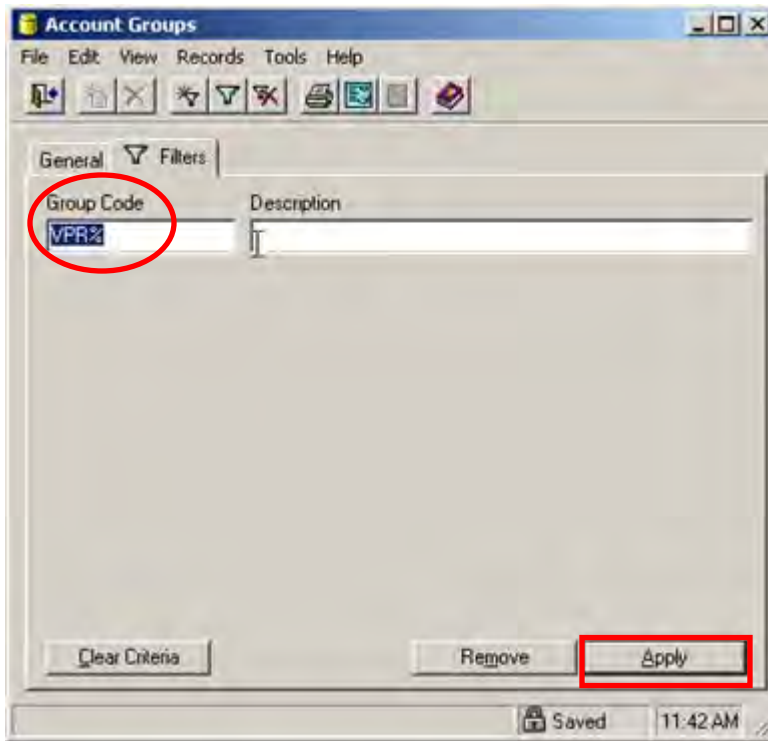 Account Groups
File Edit View Records Tools Help
General Filters
Group Code Description
VPR%
Clear Criteria Remove Apply
Saved 11:42 AM